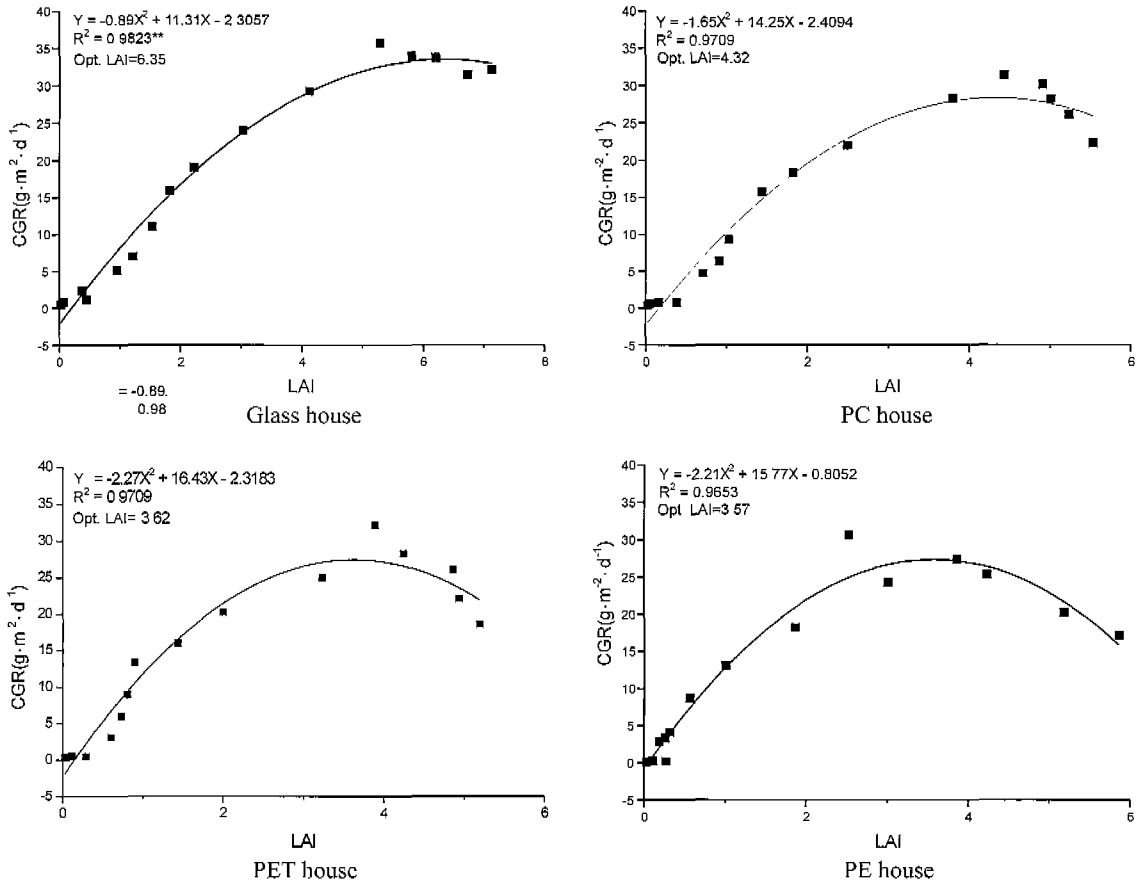 Y = -0.89X² + 11.31X - 2 3057
R² = 0 9823**
Opt. LAI=6.35
40
35
30
25
20
15
10
5
0
-5
CGR(g·m⁻²·d⁻¹)
0
2
4
6
8
LAI
= -0.89.
0.98
Glass house
Y = -1.65X² + 14.25X - 2.4094
R² = 0.9709
Opt. LAI=4.32
40
35
30
25
20
15
10
5
0
-5
CGR(g·m⁻²·d⁻¹)
0
2
4
6
LAI
PC house
Y = -2.27X² + 16.43X - 2.3183
R² = 0 9709
Opt. LAI= 3 62
40
35
30
25
20
15
10
5
0
-5
CGR(g·m⁻²·d⁻¹)
0
2
4
6
LAI
PET house
Y = -2.21X² + 15 77X - 0.8052
R² = 0.9653
Opt LAI=3 57
40
35
30
25
20
15
10
5
0
-5
CGR(g·m⁻²·d⁻¹)
0
2
4
6
LAI
PE house